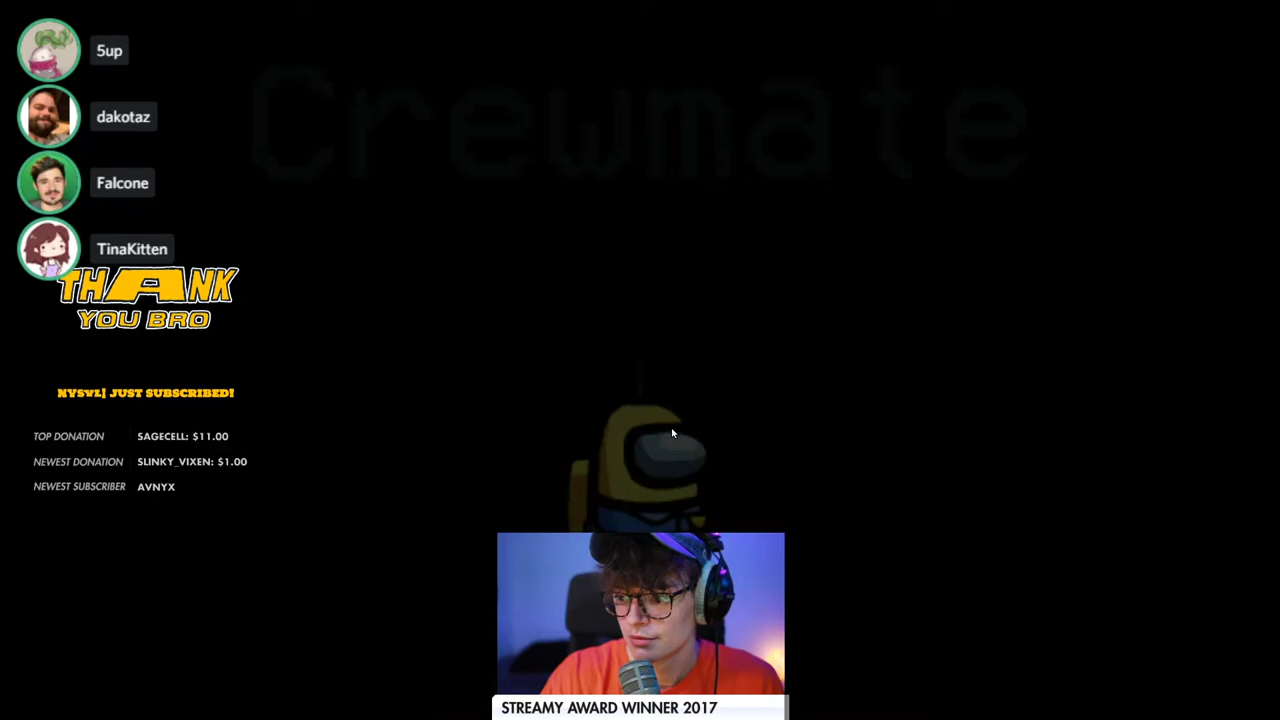 Crewmate
5up
dakotaz
Falcone
TinaKitten
THANK
YOU BRO
NYSVL] JUST SUBSCRIBED!
TOP DONATION SAGECELL: $11.00
NEWEST DONATION SLINKY_VIXEN: $1.00
NEWEST SUBSCRIBER AVNYX
STREAMY AWARD WINNER 2017